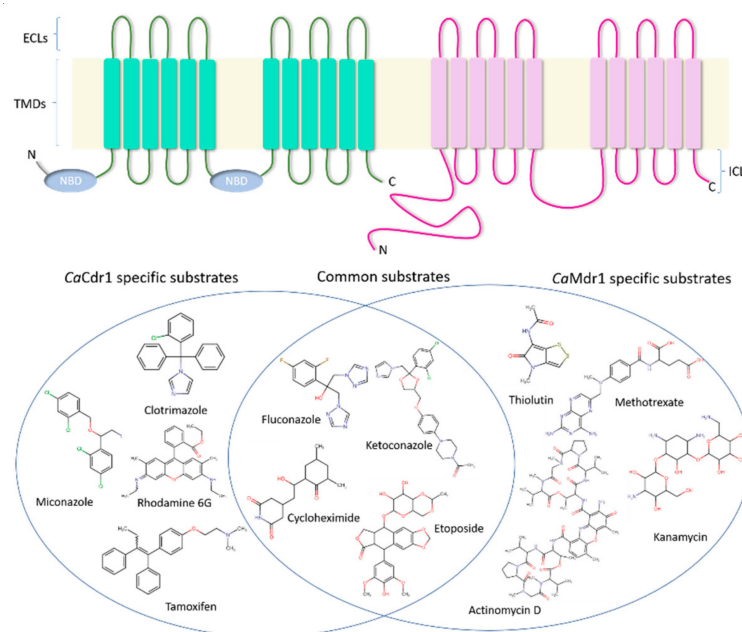 ECLs
TMDs
N
NBD
NBD
C
N
C
ICL
CaCdr1 specific substrates
Common substrates
CaMdr1 specific substrates
Clotrimazole
Miconazole
Rhodamine 6G
Tamoxifen
Fluconazole
Ketoconazole
Cycloheximide
Etoposide
Thiolutin
Methotrexate
Kanamycin
Actinomycin D